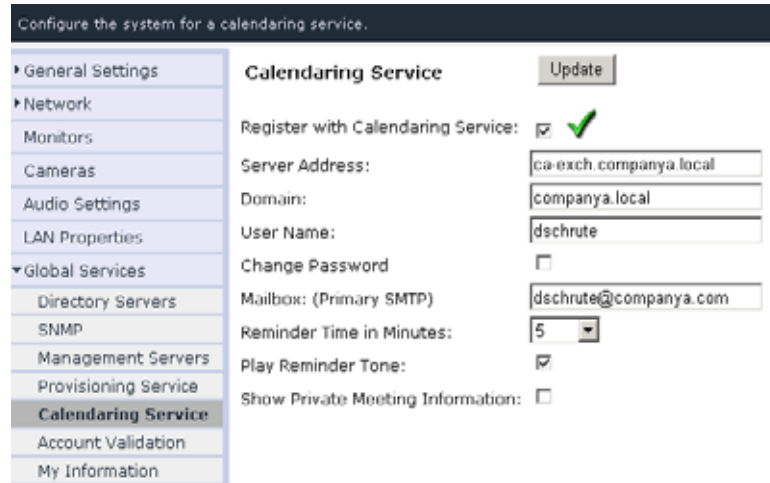 Configure the system for a calendaring service.
General Settings
Network
Monitors
Cameras
Audio Settings
LAN Properties
Global Services
Directory Servers
SNMP
Management Servers
Provisioning Service
Calendaring Service
Account Validation
My Information
Calendaring Service Update
Register with Calendaring Service:
Server Address: ca-exch.companya.local
Domain: companya.local
User Name: dschrute
Change Password
Mailbox: (Primary SMTP) dschrute@companya.com
Reminder Time in Minutes: 5
Play Reminder Tone:
Show Private Meeting Information: